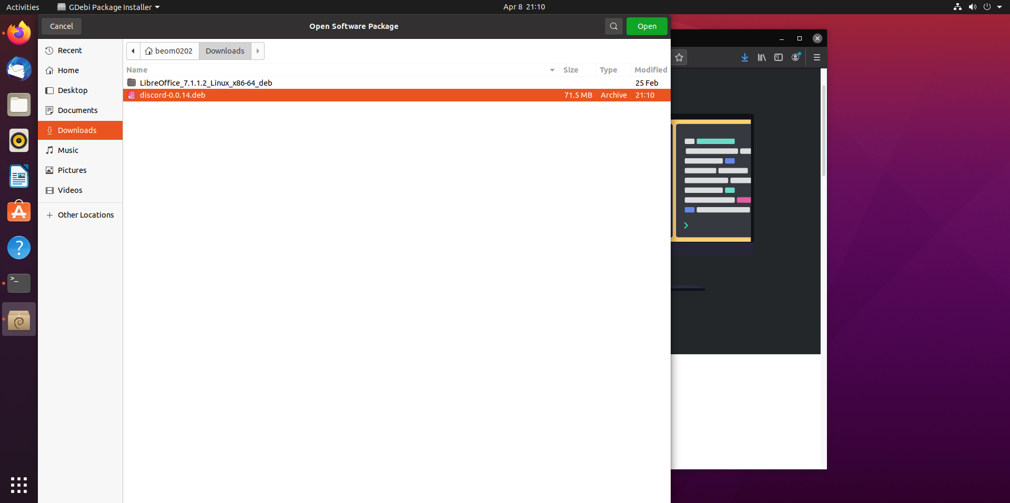 Activities GDebi Package Installer Apr 8 21:10
Cancel Open Software Package Open
Recent
Home
Desktop
Documents
Downloads
Music
Pictures
Videos
Other Locations
beom0202 Downloads
Name Size Type Modified
LibreOffice_7.1.1.2_Linux_x86-64_deb 25 Feb
discord-0.0.14.deb 71.5 MB Archive 21:10